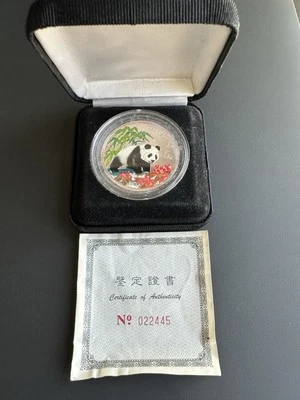 鑒定證書
Certificate of Authenticity
Nº 022445